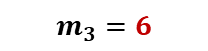 m₃ = 6